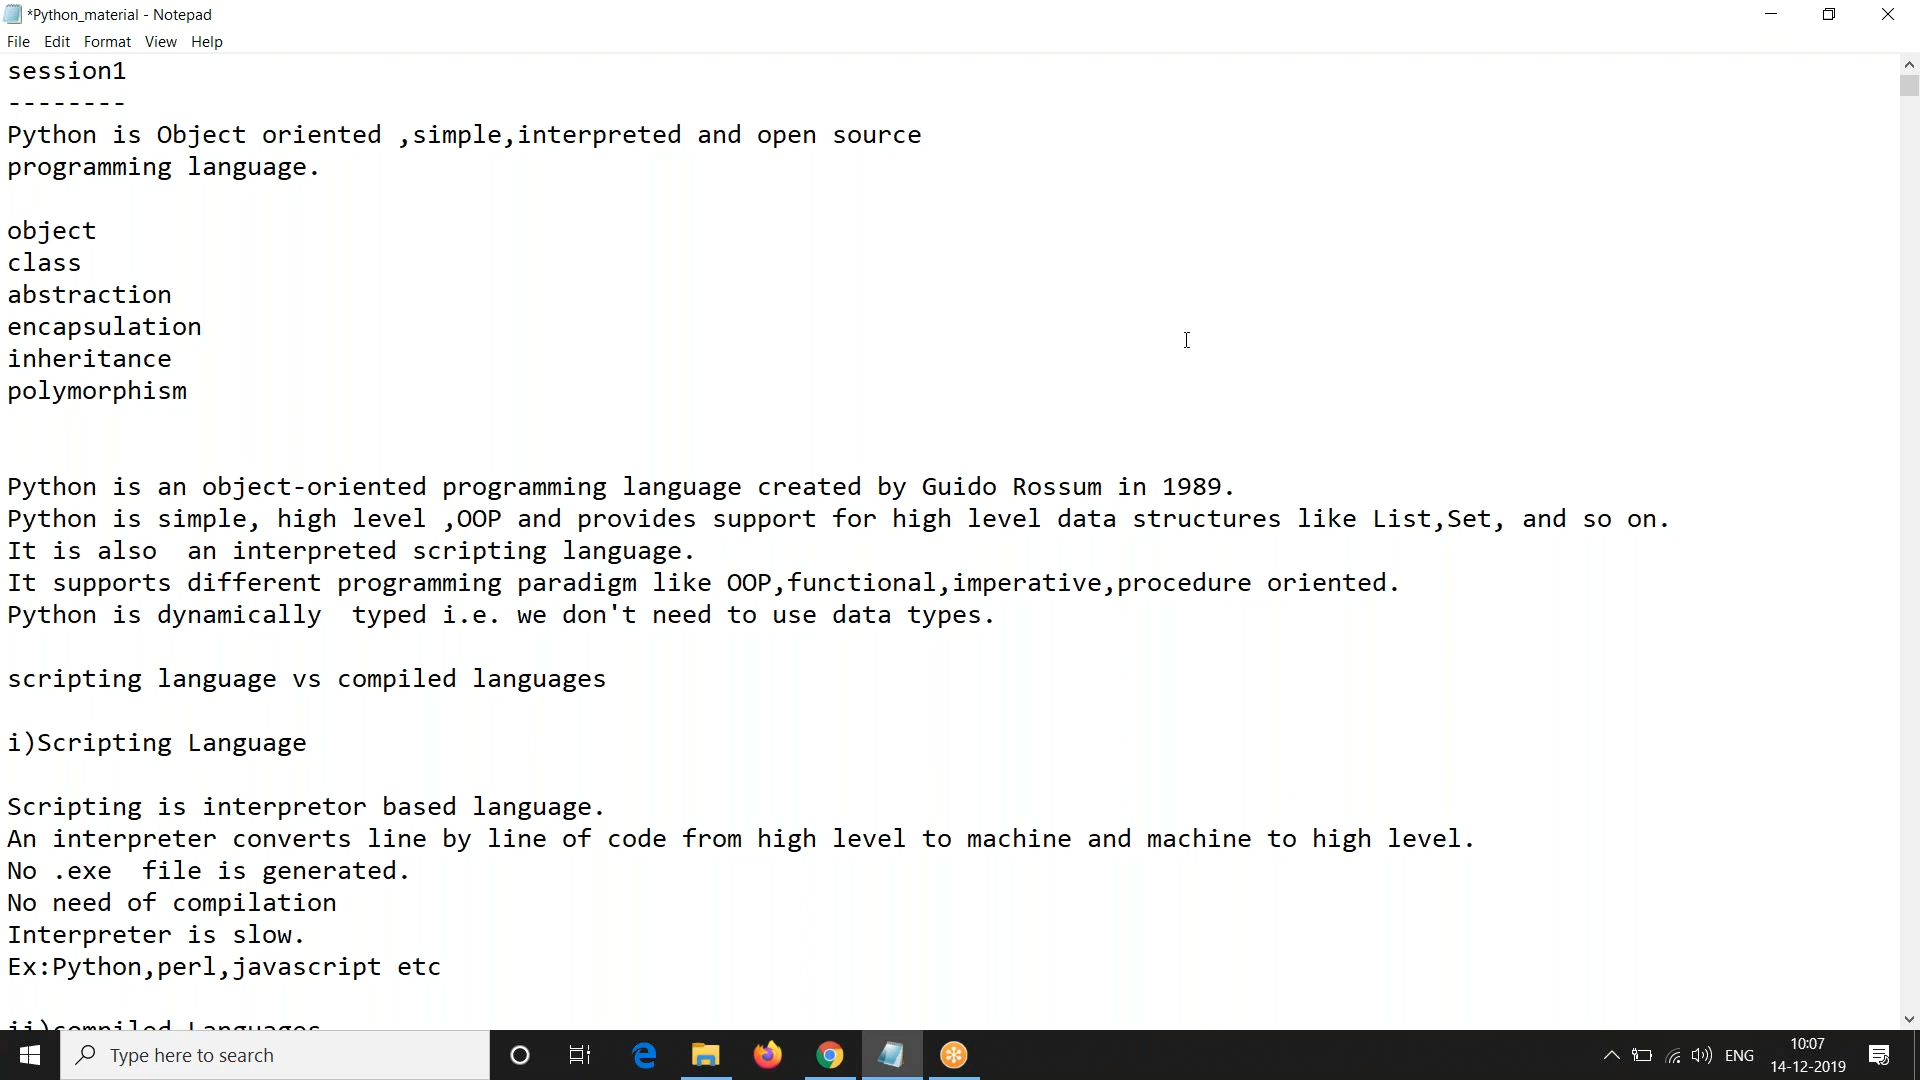 *Python_material - Notepad
File Edit Format View Help
session1
--------
Python is Object oriented ,simple,interpreted and open source
programming language.
object
class
abstraction
encapsulation
inheritance
polymorphism
Python is an object-oriented programming language created by Guido Rossum in 1989.
Python is simple, high level ,OOP and provides support for high level data structures like List,Set, and so on.
It is also  an interpreted scripting language.
It supports different programming paradigm like OOP,functional,imperative,procedure oriented.
Python is dynamically  typed i.e. we don't need to use data types.
scripting language vs compiled languages
i)Scripting Language
Scripting is interpretor based language.
An interpreter converts line by line of code from high level to machine and machine to high level.
No .exe  file is generated.
No need of compilation
Interpreter is slow.
Ex:Python,perl,javascript etc
ii)compiled Languages
Type here to search
ENG
10:07
14-12-2019